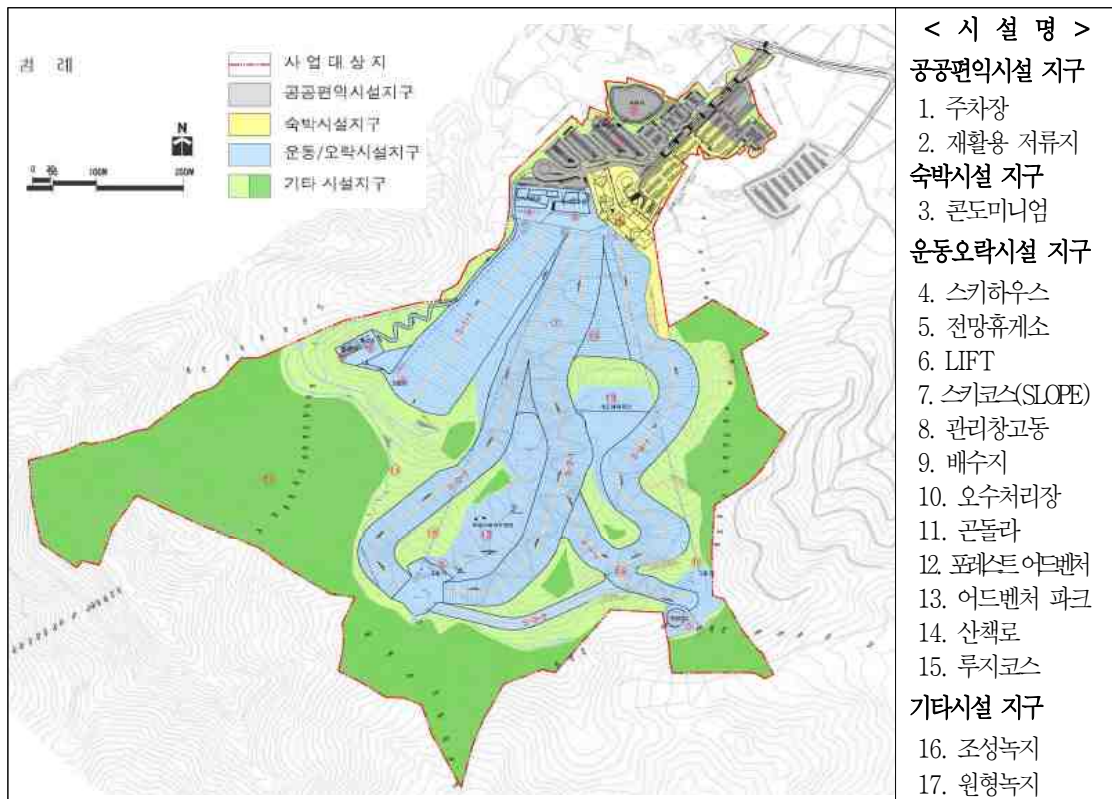 범 례
사 업 대 상 지
공공편익시설지구
숙박시설지구
운동/오락시설지구
기타 시설지구
N
0
100M
200M
< 시 설 명 >
공공편익시설 지구
1. 주차장
2. 재활용 저류지
숙박시설 지구
3. 콘도미니엄
운동오락시설 지구
4. 스키하우스
5. 전망휴게소
6. LIFT
7. 스키코스(SLOPE)
8. 관리창고동
9. 배수지
10. 오수처리장
11. 곤돌라
12. 포레스트 어드벤처
13. 어드벤처 파크
14. 산책로
15. 루지코스
기타시설 지구
16. 조성녹지
17. 원형녹지